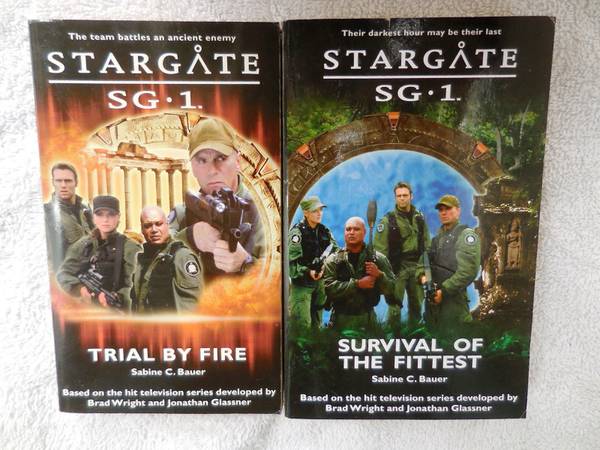 The team battles an ancient enemy
STARGATE
SG·1™
TRIAL BY FIRE
Sabine C. Bauer
Based on the hit television series developed by
Brad Wright and Jonathan Glassner
Their darkest hour may be their last
STARGATE
SG·1™
SURVIVAL OF
THE FITTEST
Sabine C. Bauer
Based on the hit television series developed by
Brad Wright and Jonathan Glassner